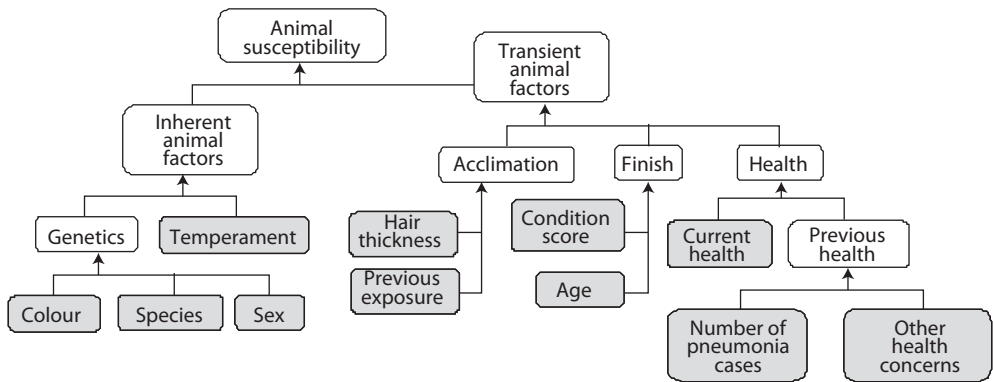 Animal
susceptibility
Transient
animal
factors
Inherent
animal
factors
Acclimation
Finish
Health
Genetics
Temperament
Hair
thickness
Condition
score
Current
health
Previous
health
Previous
exposure
Age
Colour
Species
Sex
Number of
pneumonia
cases
Other
health
concerns